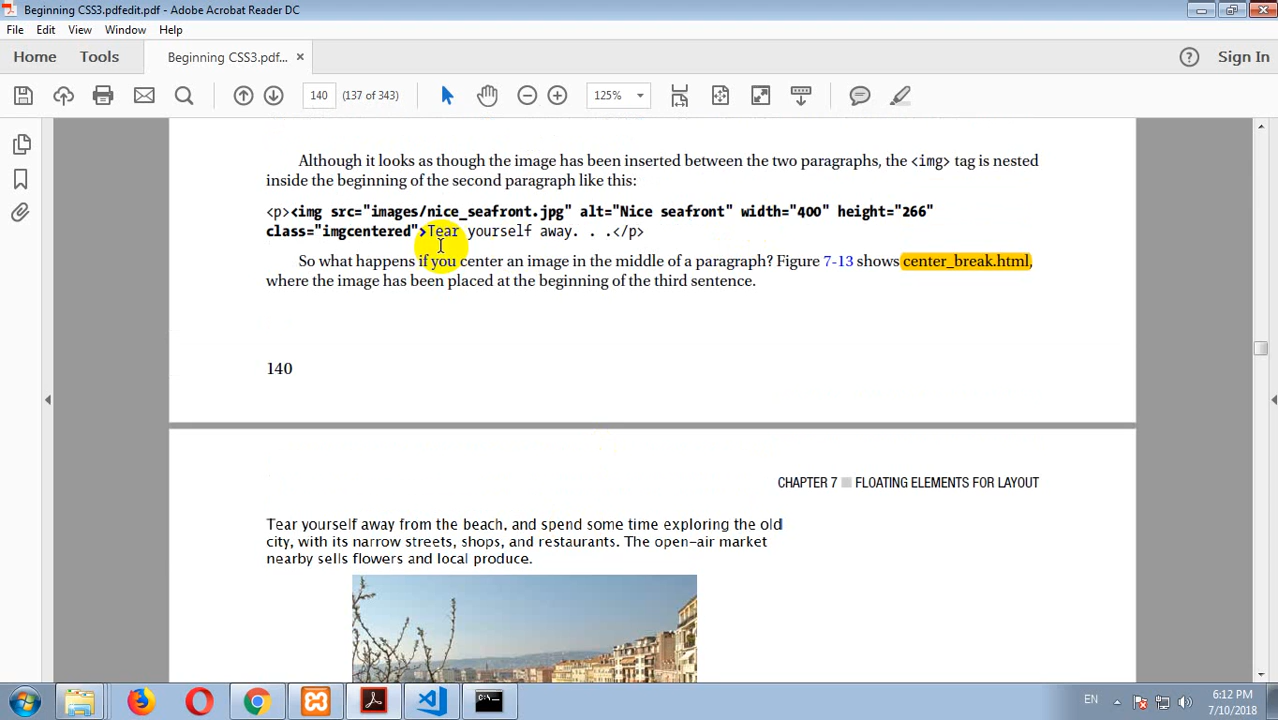 Beginning CSS3.pdfedit.pdf - Adobe Acrobat Reader DC
File Edit View Window Help
Home Tools Beginning CSS3.pdf... × ? Sign In
140 (137 of 343) 125%
Although it looks as though the image has been inserted between the two paragraphs, the <img> tag is nested
inside the beginning of the second paragraph like this:
<p><img src="images/nice_seafront.jpg" alt="Nice seafront" width="400" height="266"
class="imgcentered">Tear yourself away. . .</p>
So what happens if you center an image in the middle of a paragraph? Figure 7-13 shows center_break.html,
where the image has been placed at the beginning of the third sentence.
140
CHAPTER 7 FLOATING ELEMENTS FOR LAYOUT
Tear yourself away from the beach, and spend some time exploring the old
city, with its narrow streets, shops, and restaurants. The open-air market
nearby sells flowers and local produce.
EN 6:12 PM
7/10/2018